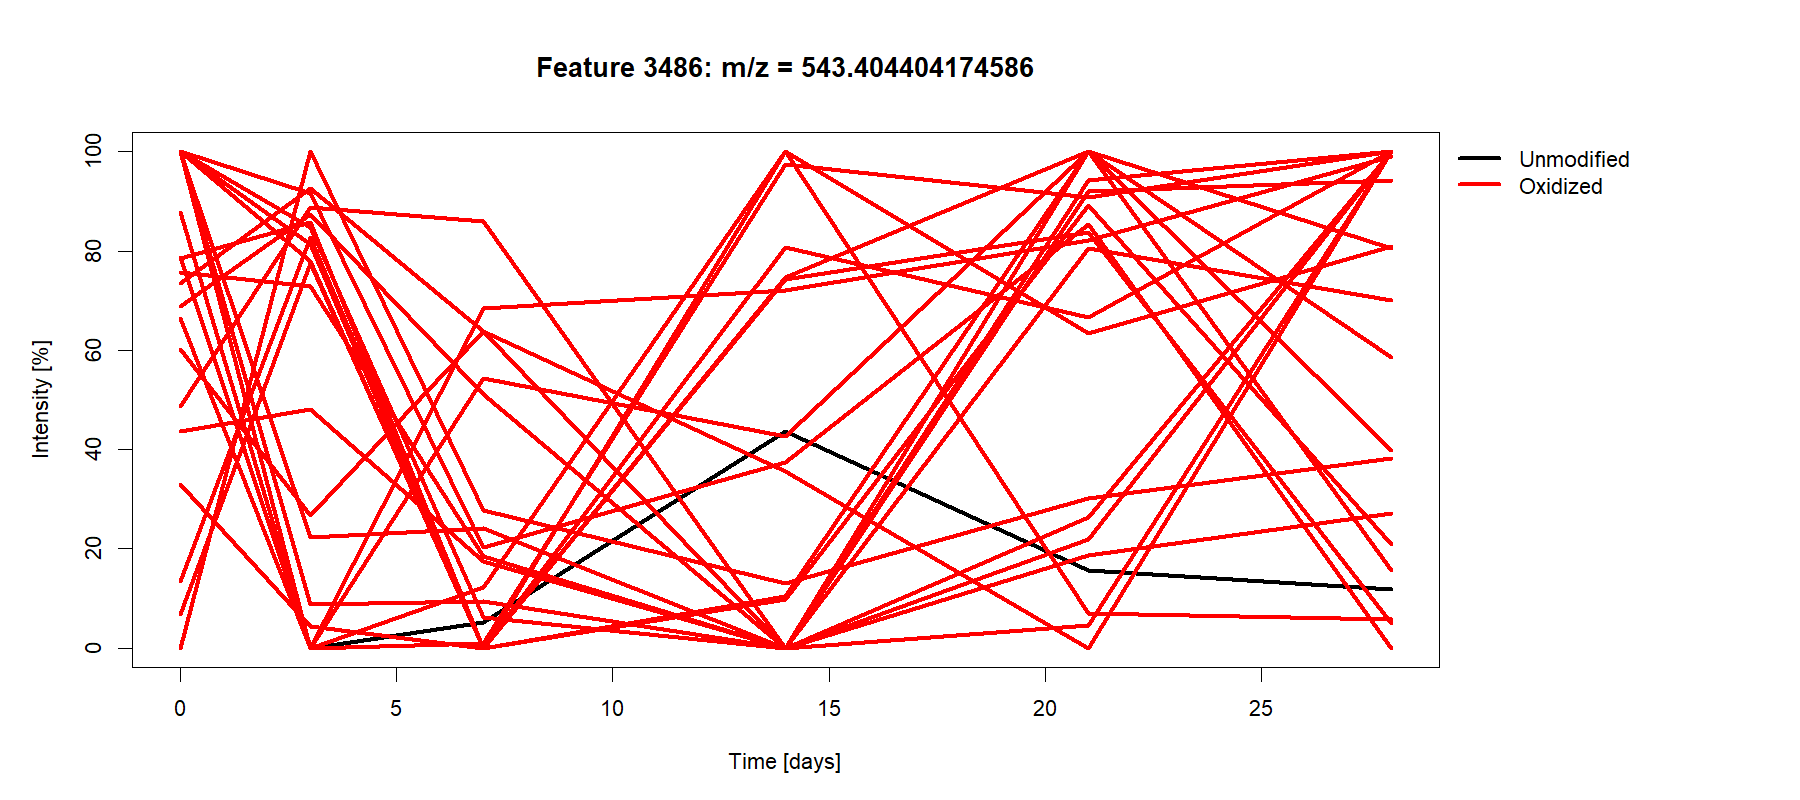 Feature 3486: m/z = 543.404404174586
Unmodified
Oxidized
100
80
60
40
20
0
Intensity [%]
0 5 10 15 20 25
Time [days]